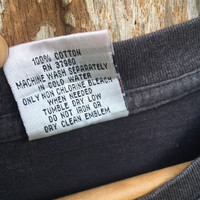 100% COTTON
RN 37980
MACHINE WASH SEPARATELY
IN COLD WATER
ONLY NON CHLORINE BLEACH
WHEN NEEDED
TUMBLE DRY LOW
DO NOT IRON OR
DRY CLEAN EMBLEM